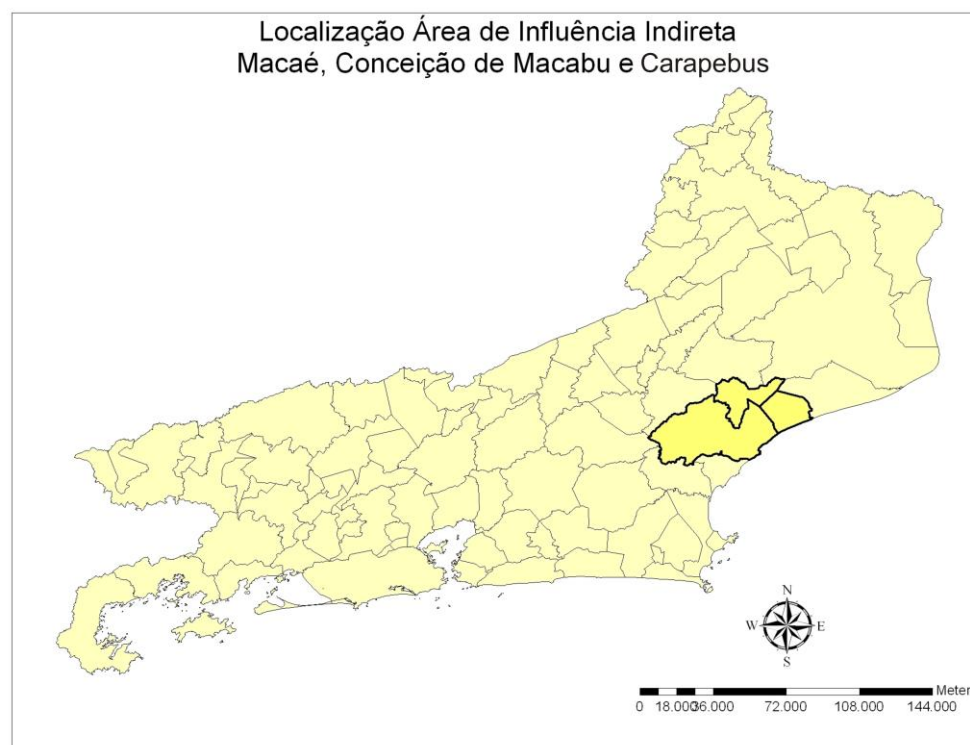 Localização Área de Influência Indireta
Macaé, Conceição de Macabu e Carapebus
N
W E
S
Meter
0 18.000 36.000 72.000 108.000 144.000